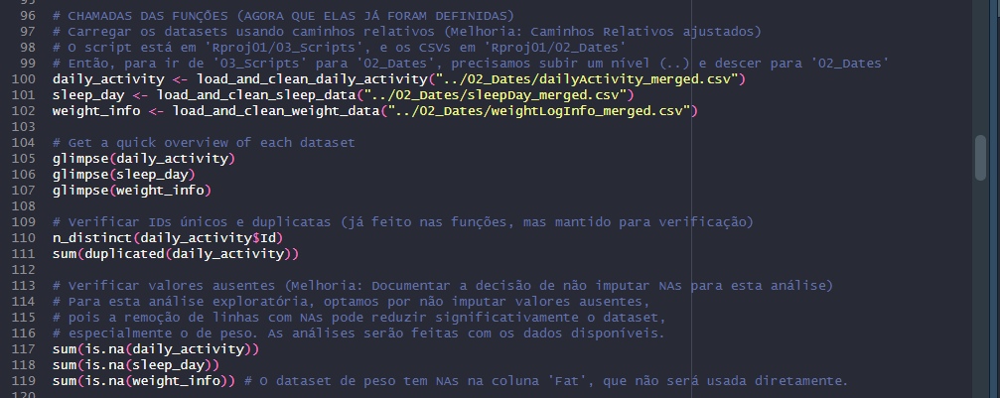 96 # CHAMADAS DAS FUNÇÕES (AGORA QUE ELAS JÁ FORAM DEFINIDAS)
97 # Carregar os datasets usando caminhos relativos (Melhoria: Caminhos Relativos ajustados)
98 # O script está em 'Rproj01/03_Scripts', e os CSVs em 'Rproj01/02_Dates'
99 # Então, para ir de '03_Scripts' para '02_Dates', precisamos subir um nível (..) e descer para '02_Dates'
100 daily_activity <- load_and_clean_daily_activity("../02_Dates/dailyActivity_merged.csv")
101 sleep_day <- load_and_clean_sleep_data("../02_Dates/sleepDay_merged.csv")
102 weight_info <- load_and_clean_weight_data("../02_Dates/weightLogInfo_merged.csv")
103
104 # Get a quick overview of each dataset
105 glimpse(daily_activity)
106 glimpse(sleep_day)
107 glimpse(weight_info)
108
109 # Verificar IDs únicos e duplicatas (já feito nas funções, mas mantido para verificação)
110 n_distinct(daily_activity$Id)
111 sum(duplicated(daily_activity))
112
113 # Verificar valores ausentes (Melhoria: Documentar a decisão de não imputar NAs para esta análise)
114 # Para esta análise exploratória, optamos por não imputar valores ausentes,
115 # pois a remoção de linhas com NAs pode reduzir significativamente o dataset,
116 # especialmente o de peso. As análises serão feitas com os dados disponíveis.
117 sum(is.na(daily_activity))
118 sum(is.na(sleep_day))
119 sum(is.na(weight_info)) # O dataset de peso tem NAs na coluna 'Fat', que não será usada diretamente.